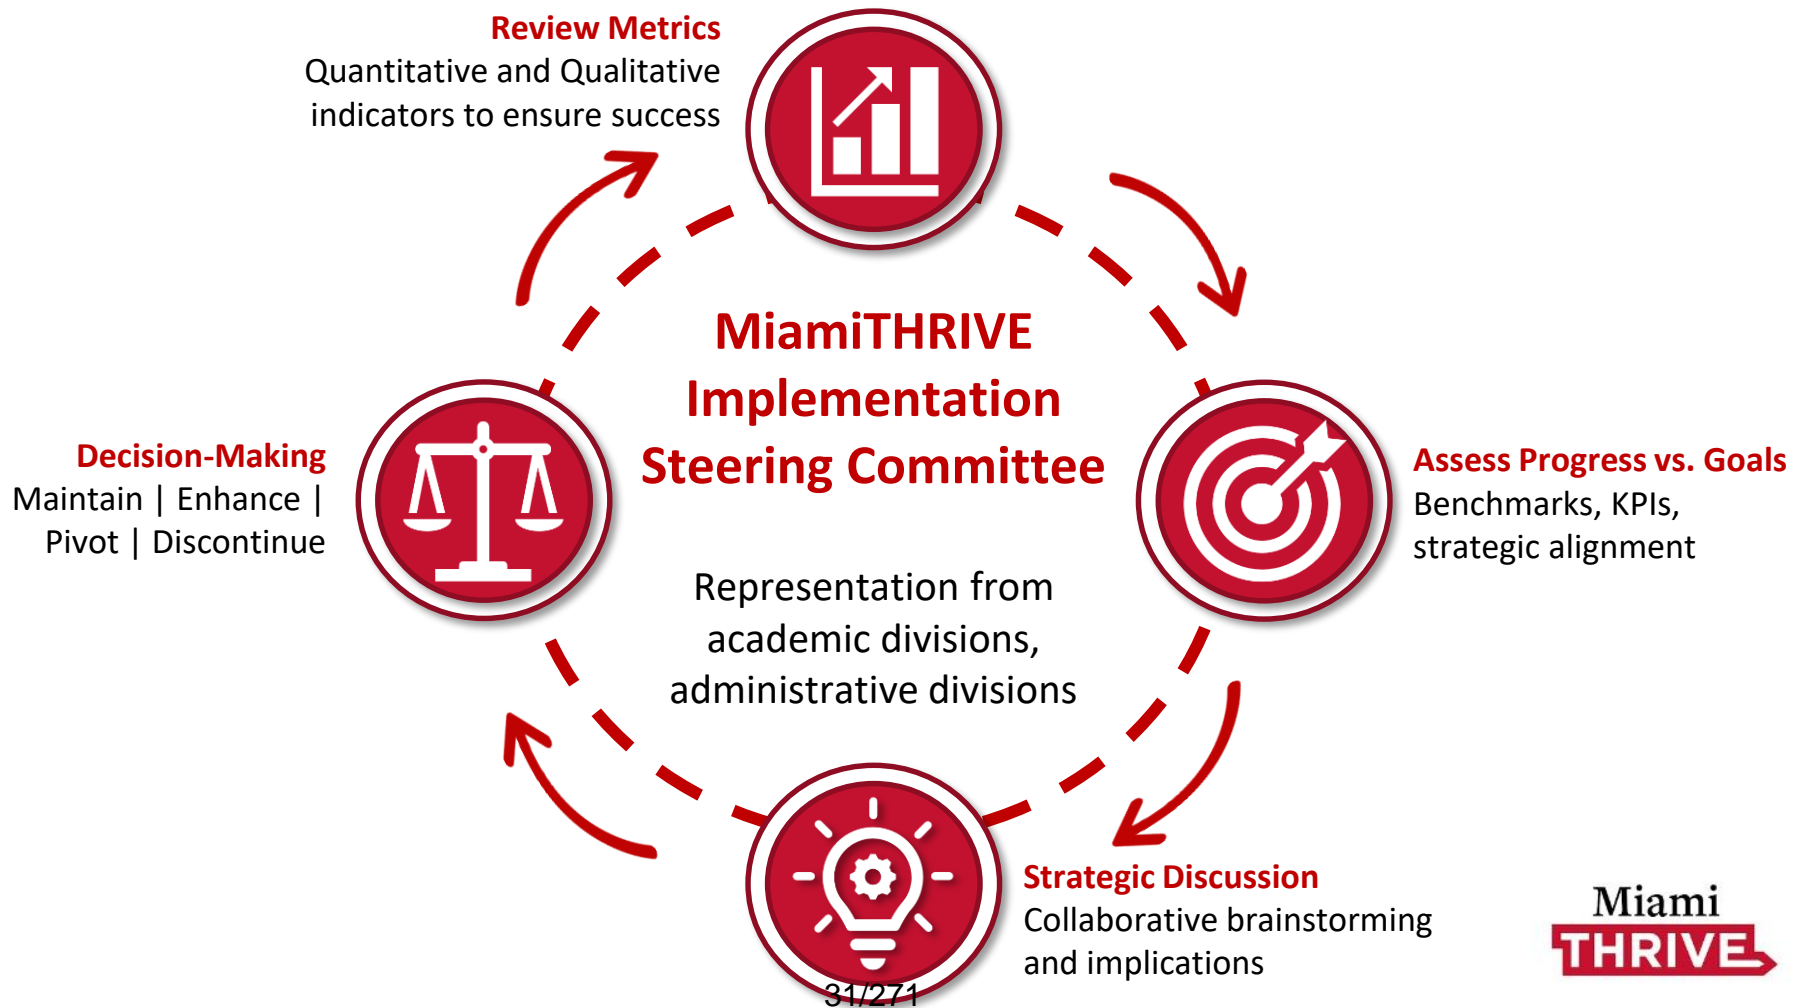 Review Metrics
Quantitative and Qualitative
indicators to ensure success
MiamiTHRIVE
Implementation
Steering Committee
Representation from
academic divisions,
administrative divisions
Assess Progress vs. Goals
Benchmarks, KPIs,
strategic alignment
Strategic Discussion
Collaborative brainstorming
and implications
Decision-Making
Maintain | Enhance |
Pivot | Discontinue
Miami
THRIVE
31/271